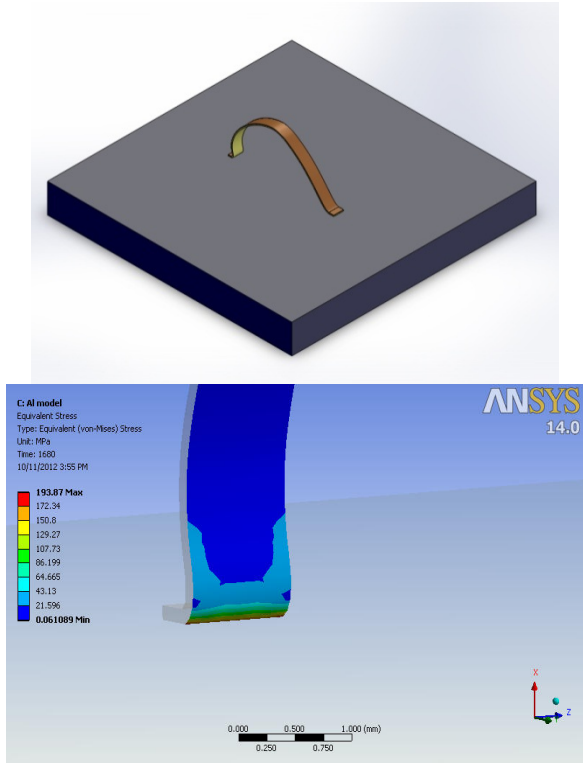 C: Al model
Equivalent Stress
Type: Equivalent (von-Mises) Stress
Unit: MPa
Time: 1680
10/11/2012 3:55 PM
193.87 Max
172.34
150.8
129.27
107.73
86.199
64.665
43.13
21.596
0.061089 Min
ANSYS
14.0
X
Z
0.000 0.500 1.000 (mm)
0.250 0.750